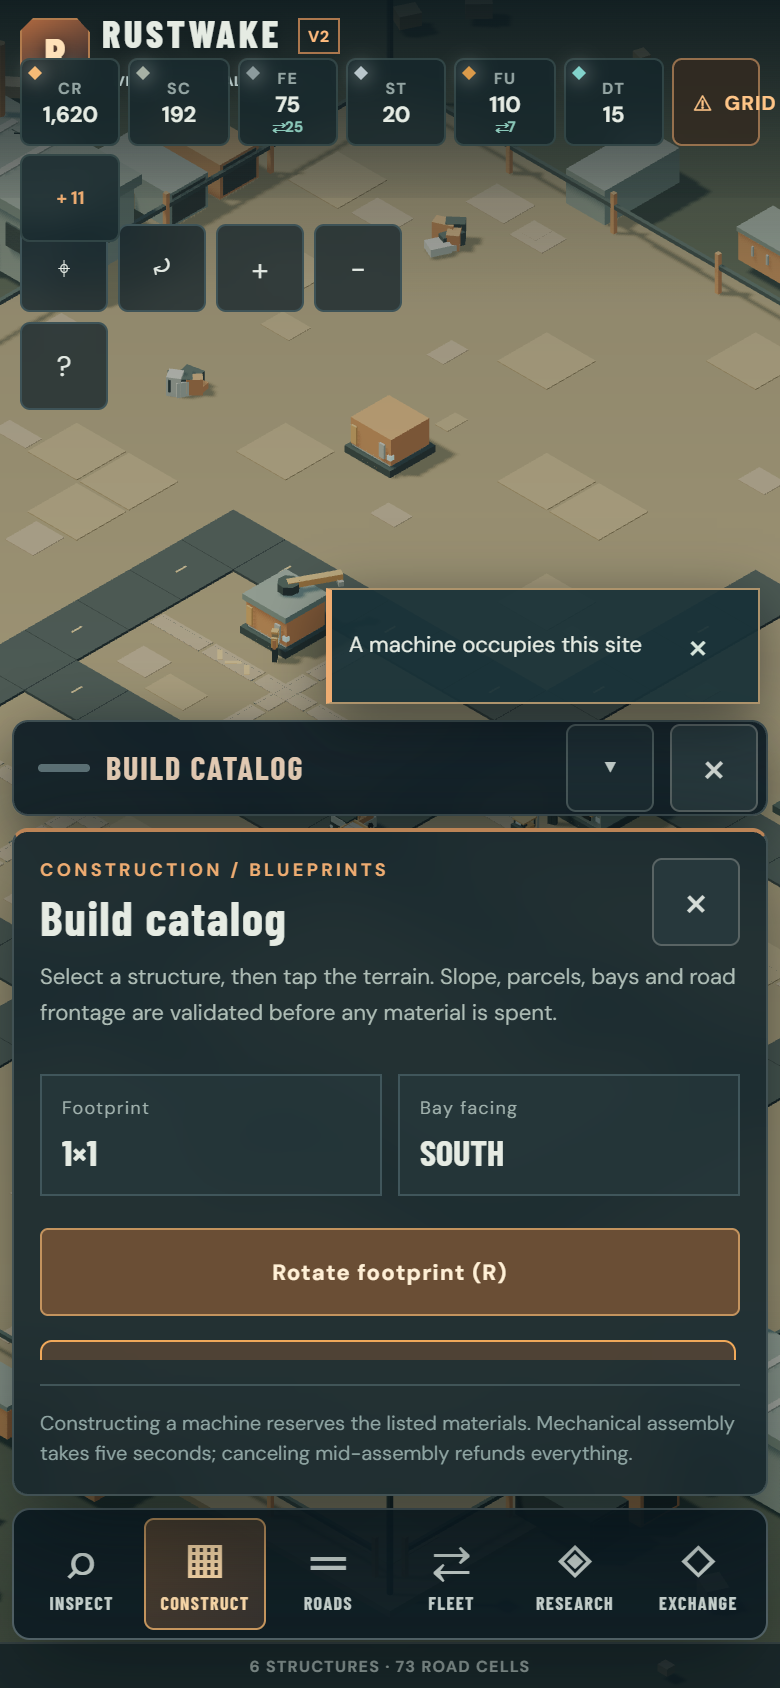 R
RUSTWAKE
V2
CR
1,620
SC
192
FE
75
⇄25
ST
20
FU
110
⇄7
DT
15
⚠ GRID
+ 11
+
−
?
A machine occupies this site ×
BUILD CATALOG
CONSTRUCTION / BLUEPRINTS
Build catalog
Select a structure, then tap the terrain. Slope, parcels, bays and road
frontage are validated before any material is spent.
Footprint
1×1
Bay facing
SOUTH
Rotate footprint (R)
Constructing a machine reserves the listed materials. Mechanical assembly
takes five seconds; canceling mid-assembly refunds everything.
INSPECT
CONSTRUCT
ROADS
FLEET
RESEARCH
EXCHANGE
6 STRUCTURES · 73 ROAD CELLS